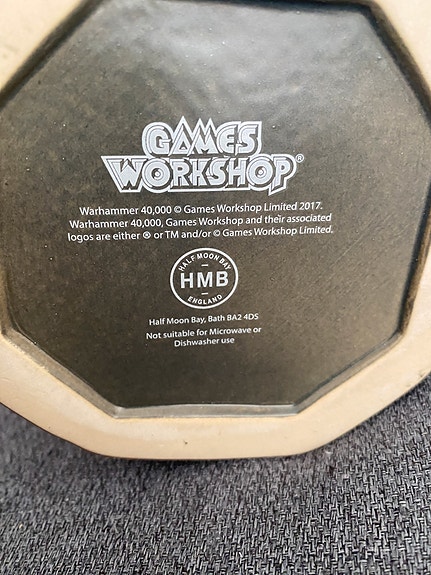 GAMES
WORKSHOP®
Warhammer 40,000 © Games Workshop Limited 2017.
Warhammer 40,000, Games Workshop and their associated
logos are either ® or TM and/or © Games Workshop Limited.
HALF MOON BAY
HMB
ENGLAND
Half Moon Bay, Bath BA2 4DS
Not suitable for Microwave or
Dishwasher use